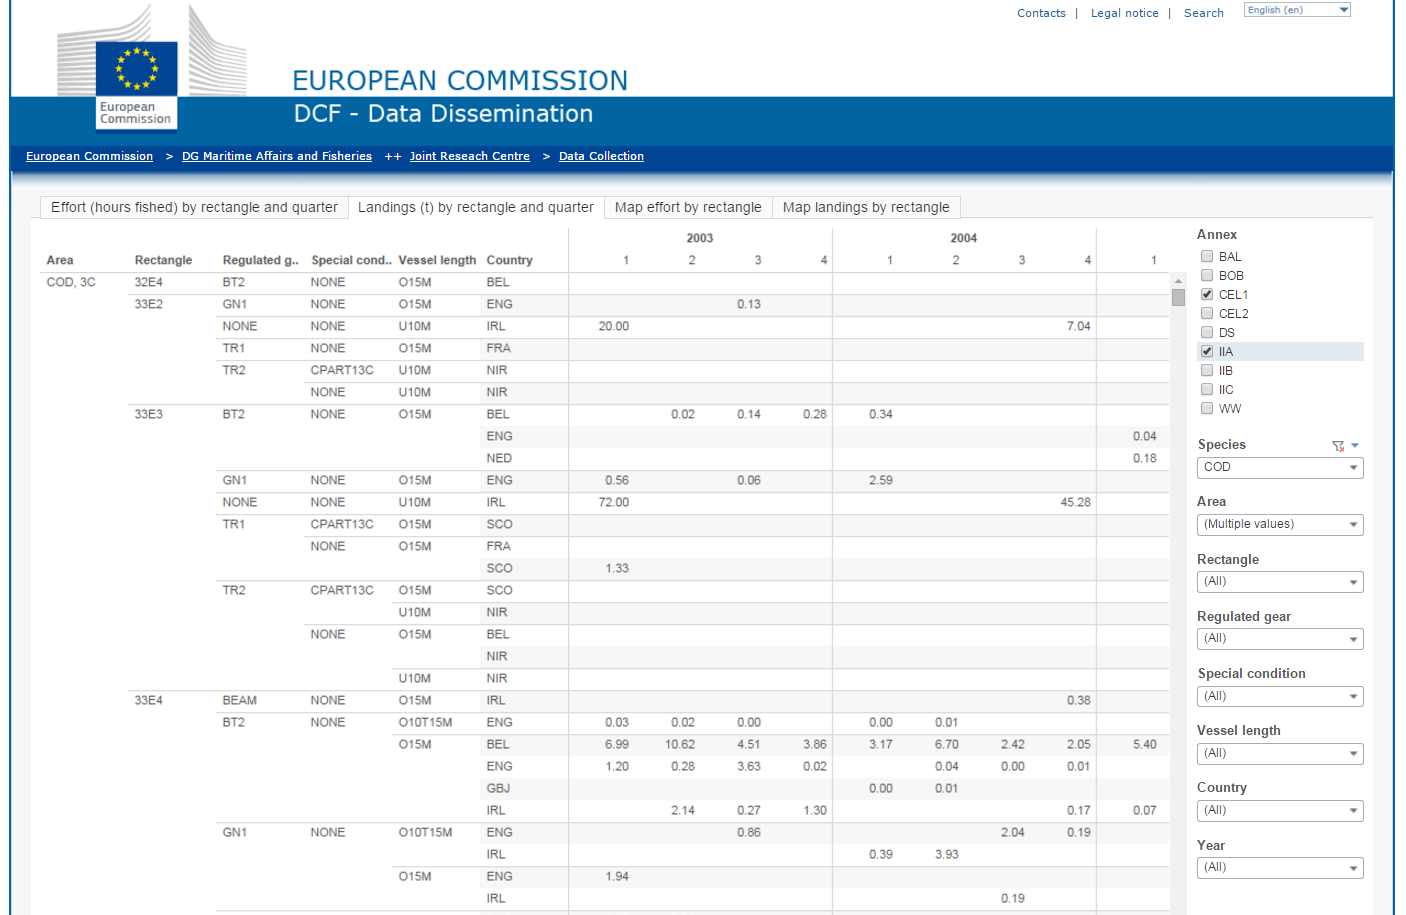 Contacts | Legal notice | Search English (en)
European
Commission
EUROPEAN COMMISSION
DCF - Data Dissemination
European Commission > DG Maritime Affairs and Fisheries ++ Joint Reseach Centre > Data Collection
Effort (hours fished) by rectangle and quarter Landings (t) by rectangle and quarter Map effort by rectangle Map landings by rectangle
2003 2004
Area Rectangle Regulated g.. Special cond.. Vessel length Country 1 2 3 4 1 2 3 4 1
COD, 3C 32E4 BT2 NONE O15M BEL
33E2 GN1 NONE O15M ENG 0.13
NONE NONE U10M IRL 20.00 7.04
TR1 NONE O15M FRA
TR2 CPART13C U10M NIR
NONE U10M NIR
33E3 BT2 NONE O15M BEL 0.02 0.14 0.28 0.34
ENG 0.04
NED 0.18
GN1 NONE O15M ENG 0.56 0.06 2.59
NONE NONE U10M IRL 72.00 45.28
TR1 CPART13C O15M SCO
NONE O15M FRA
SCO 1.33
TR2 CPART13C O15M SCO
U10M NIR
NONE O15M BEL
NIR
U10M NIR
33E4 BEAM NONE O15M IRL 0.38
BT2 NONE O10T15M ENG 0.03 0.02 0.00 0.00 0.01
O15M BEL 6.99 10.62 4.51 3.86 3.17 6.70 2.42 2.05 5.40
ENG 1.20 0.28 3.63 0.02 0.04 0.00 0.01
GBJ 0.00 0.01
IRL 2.14 0.27 1.30 0.17 0.07
GN1 NONE O10T15M ENG 0.86 2.04 0.19
IRL 0.39 3.93
O15M ENG 1.94
IRL 0.19
Annex
BAL
BOB
CEL1
CEL2
DS
IIA
IIB
IIC
WW
Species
COD
Area
(Multiple values)
Rectangle
(All)
Regulated gear
(All)
Special condition
(All)
Vessel length
(All)
Country
(All)
Year
(All)